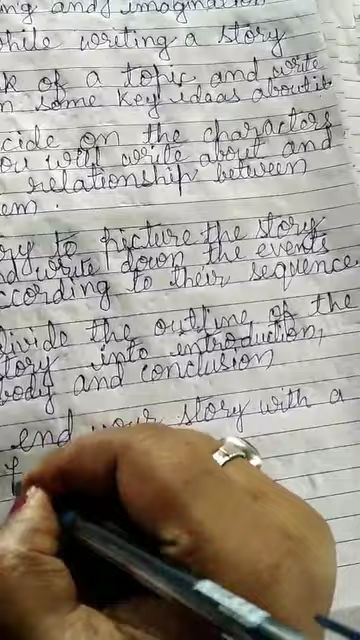 ng and imagination
hile writing a story
k of a topic and write
n some key ideas about it
cide on the characters
ou will write about and
relationship between
em.
ry to picture the story
nd write down the events
ccording to their sequence.
ivide the outline of the
tory into introduction,
body and conclusion
end your story with a